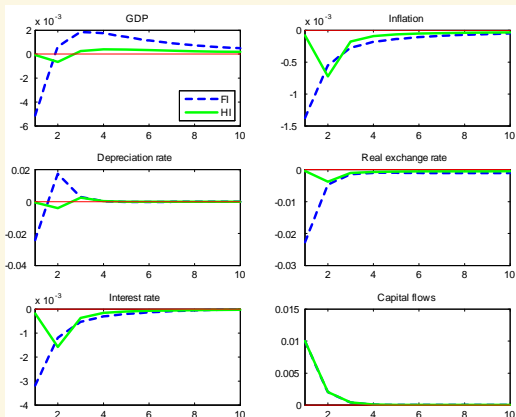 GDP
x 10^-3
2
0
-2
-4
-6
2 4 6 8 10
FI
HI
Inflation
x 10^-3
0
-0.5
-1
-1.5
2 4 6 8 10
Depreciation rate
0.02
0
-0.02
-0.04
2 4 6 8 10
Real exchange rate
0
-0.01
-0.02
-0.03
2 4 6 8 10
Interest rate
x 10^-3
0
-1
-2
-3
-4
2 4 6 8 10
Capital flows
0.015
0.01
0.005
0
2 4 6 8 10